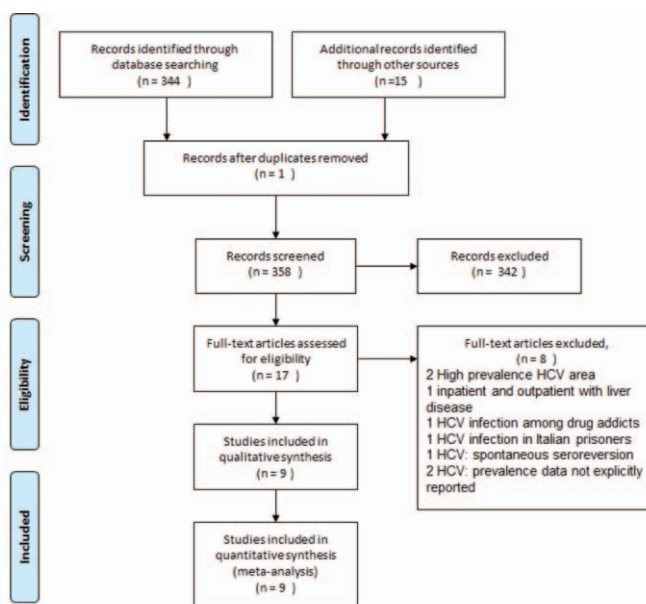 Identification
Records identified through
database searching
(n = 344 )
Additional records identified
through other sources
(n =15 )
Records after duplicates removed
(n = 1 )
Screening
Records screened
(n = 358 )
Records excluded
(n = 342 )
Eligibility
Full-text articles assessed
for eligibility
(n = 17 )
Full-text articles excluded,
(n = 8 )
2 High prevalence HCV area
1 inpatient and outpatient with liver
disease
1 HCV infection among drug addicts
1 HCV infection in Italian prisoners
1 HCV: spontaneous seroreversion
2 HCV: prevalence data not explicitly
reported
Studies included in
qualitative synthesis
(n = 9 )
Included
Studies included in
quantitative synthesis
(meta-analysis)
(n = 9 )